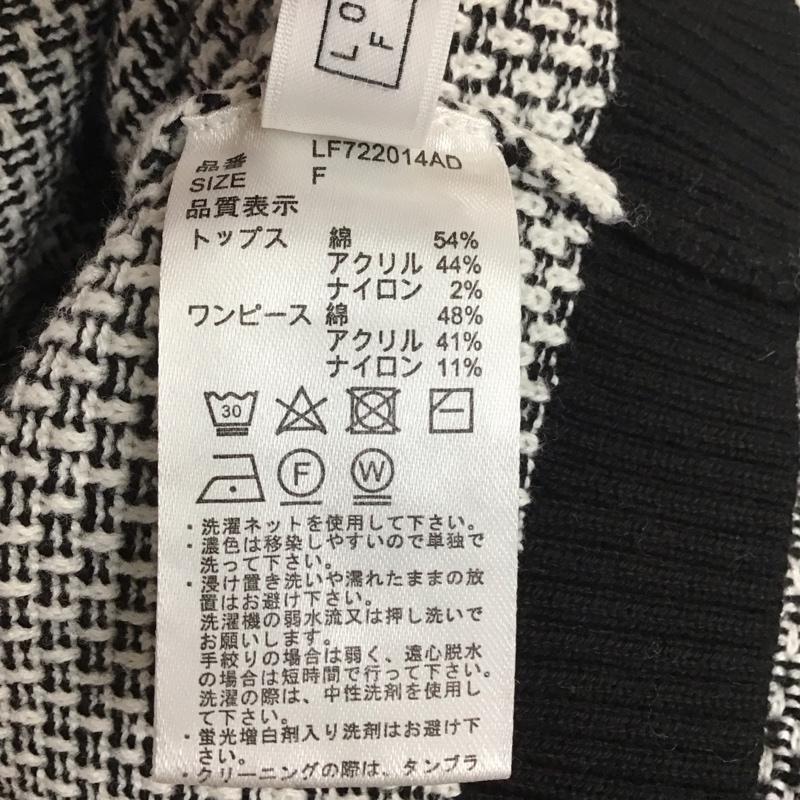 LO
F
品番 LF722014AD
SIZE F
品質表示
トップス 綿 54%
アクリル 44%
ナイロン 2%
ワンピース 綿 48%
アクリル 41%
ナイロン 11%
30
F W
・洗濯ネットを使用して下さい。
・濃色は移染しやすいので単独で
洗って下さい。
・浸け置き洗いや濡れたままの放
置はお避け下さい。
洗濯機の弱水流又は押し洗いで
お願いします。
手絞りの場合は弱く、遠心脱水
の場合は短時間で行って下さい。
洗濯の際は、中性洗剤を使用し
て下さい。
・蛍光増白剤入り洗剤はお避け下
さい。
・クリーニングの際は、タンブラ